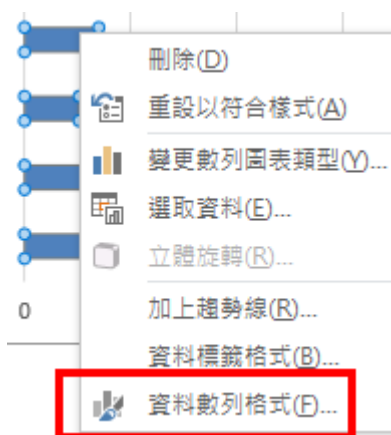 刪除(D)
重設以符合樣式(A)
變更數列圖表類型(Y)...
選取資料(E)...
立體旋轉(R)...
0
加上趨勢線(R)...
資料標籤格式(B)...
資料數列格式(F)...